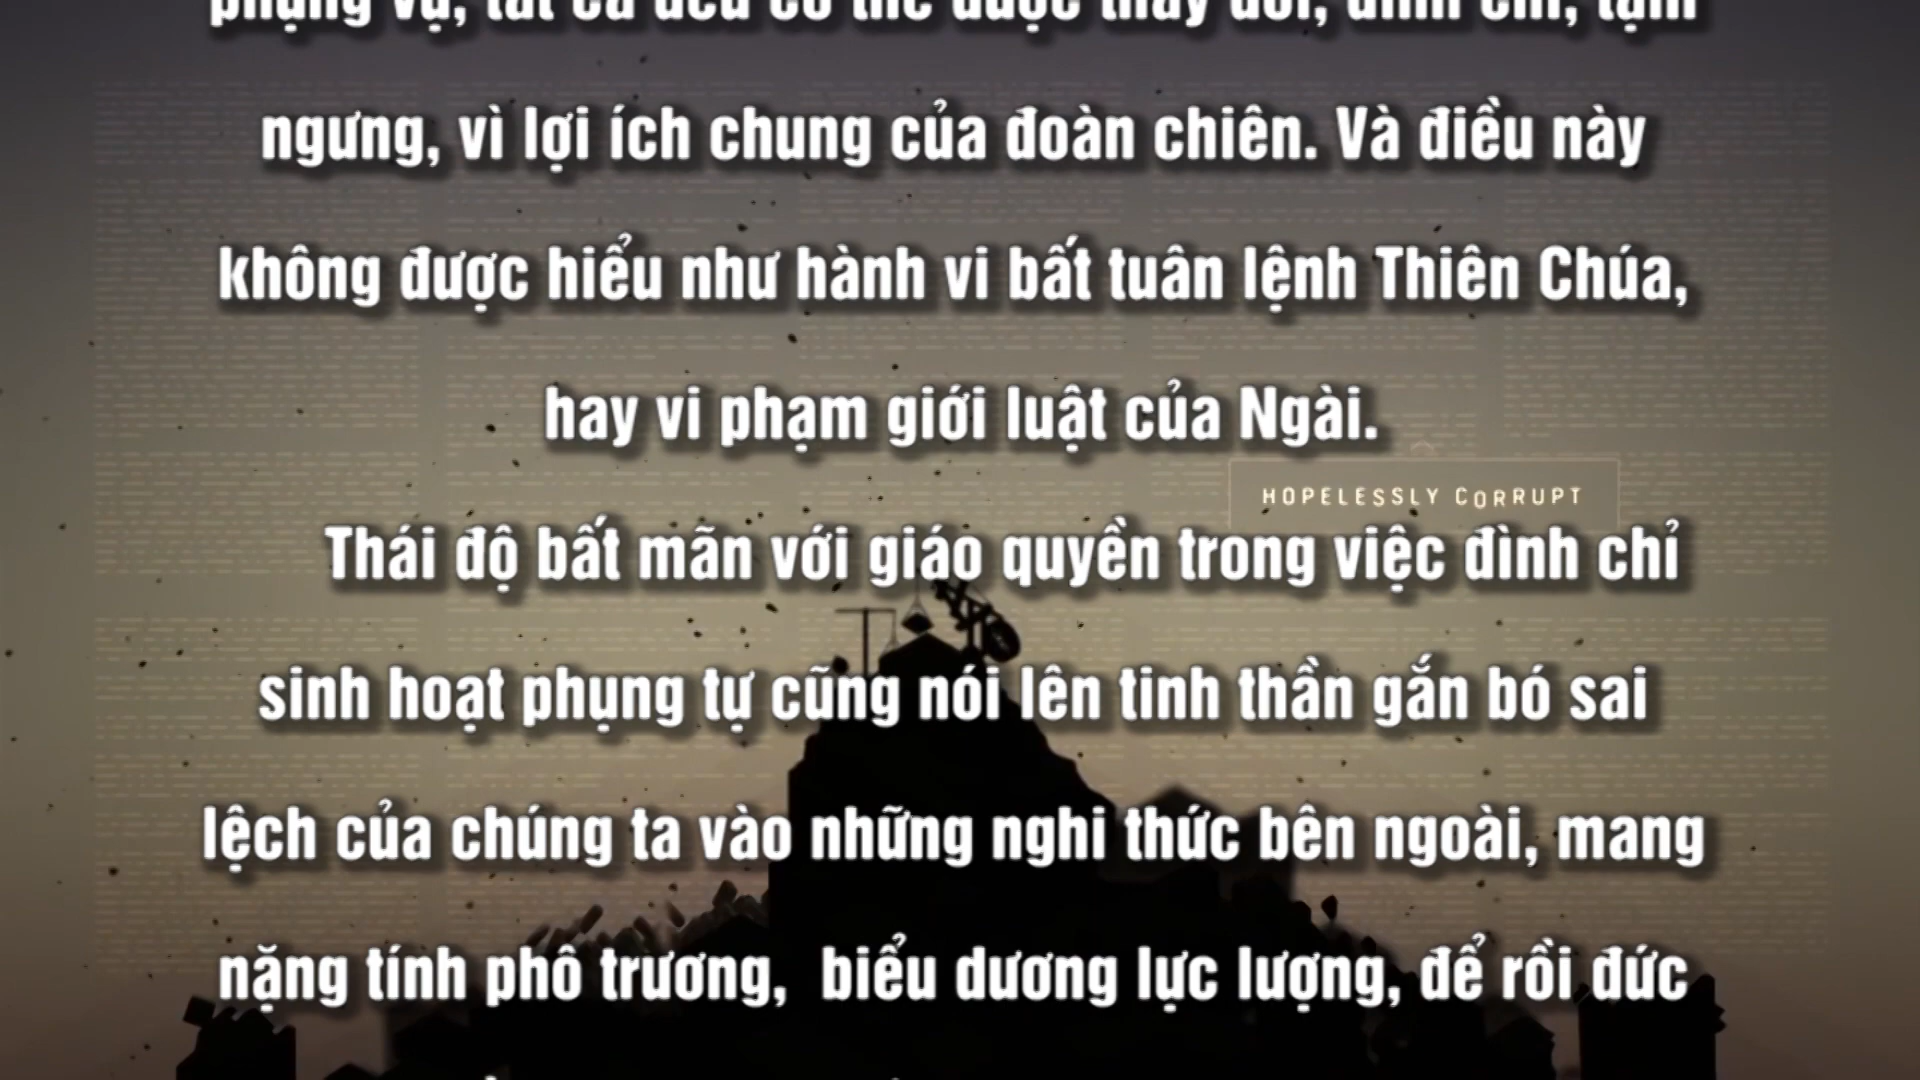 phụng vụ, tất cả đều có thể được thay đổi, đình chỉ, tạm
ngưng, vì lợi ích chung của đoàn chiên. Và điều này
không được hiểu như hành vi bất tuân lệnh Thiên Chúa,
hay vi phạm giới luật của Ngài.
HOPELESSLY CORRUPT
Thái độ bất mãn với giáo quyền trong việc đình chỉ
sinh hoạt phụng tự cũng nói lên tinh thần gắn bó sai
lệch của chúng ta vào những nghi thức bên ngoài, mang
nặng tính phô trương, biểu dương lực lượng, để rồi đức